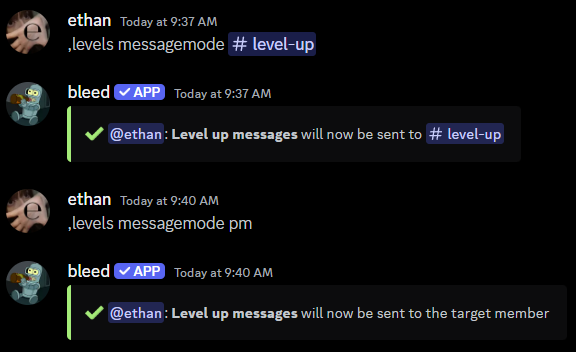 ethan Today at 9:37 AM
,levels messagemode # level-up
bleed ✓ APP Today at 9:37 AM
@ethan: Level up messages will now be sent to # level-up
ethan Today at 9:40 AM
,levels messagemode pm
bleed ✓ APP Today at 9:40 AM
@ethan: Level up messages will now be sent to the target member